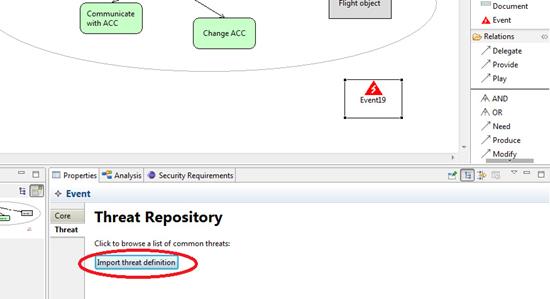 Communicate
with ACC
Change ACC
Flight object
Event19
Document
Event
Relations
Delegate
Provide
Play
AND
OR
Need
Produce
Modify
Properties
Analysis
Security Requirements
Event
Core
Threat
Threat Repository
Click to browse a list of common threats:
Import threat definition